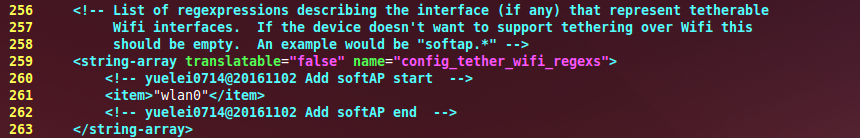 256     <!-- List of regexpressions describing the interface (if any) that represent tetherable
257          Wifi interfaces.  If the device doesn't want to support tethering over Wifi this
258          should be empty.  An example would be "softap.*" -->
259     <string-array translatable="false" name="config_tether_wifi_regexs">
260         <!-- yuelei0714@20161102 Add softAP start  -->
261         <item>"wlan0"</item>
262         <!-- yuelei0714@20161102 Add softAP end  -->
263     </string-array>